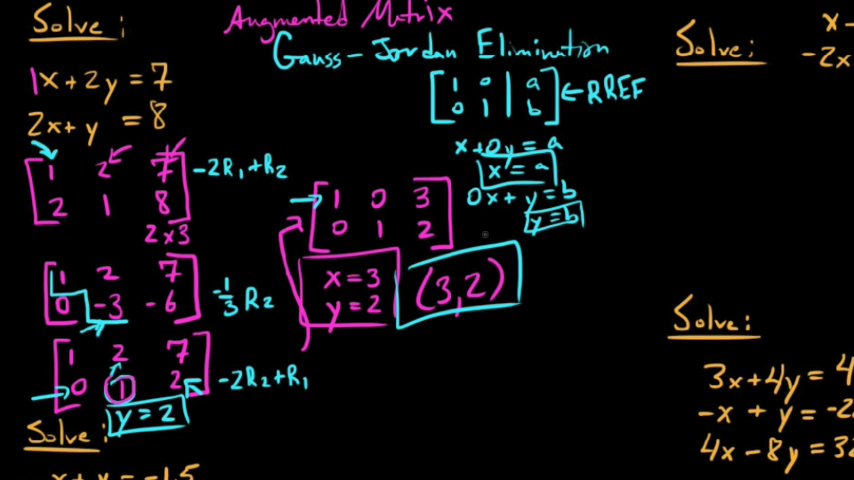 Solve:
Augmented Matrix
Gauss-Jordan Elimination
1x+2y=7
2x+y=8
[1 0 | a]
[0 1 | b] ← RREF
x+0y=a
x=a
0x+y=b
y=b
[1 2 7]
[2 1 8]
-2R₁+R₂
2x3
[1 2 7]
[0 -3 -6]
-1/3 R₂
[1 2 7]
[0 1 2]
-2R₂+R₁
y=2
[1 0 3]
[0 1 2]
x=3
y=2
(3,2)
Solve:
x+y=-1.5
Solve:
x-
-2x
Solve:
3x+4y=4
-x+y=-2
4x-8y=32